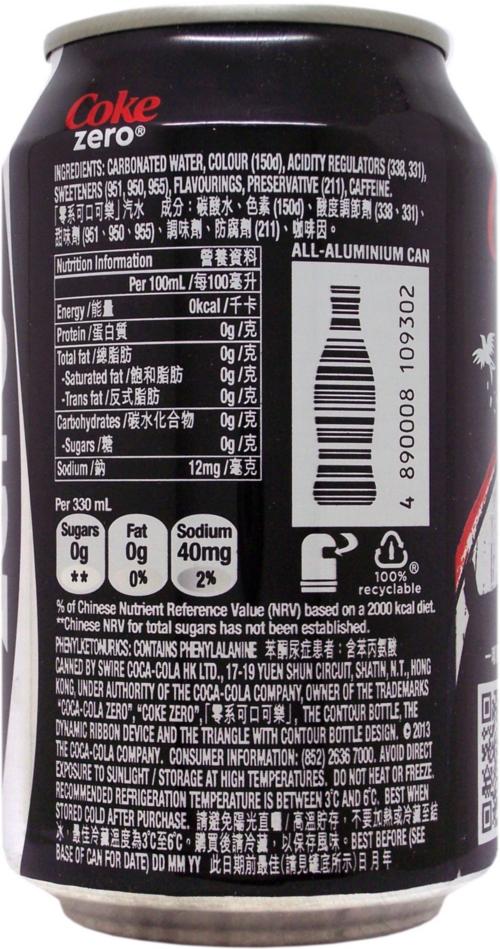 Coke
zero®
INGREDIENTS: CARBONATED WATER, COLOUR (150d), ACIDITY REGULATORS (338, 331),
SWEETENERS (951, 950, 955), FLAVOURINGS, PRESERVATIVE (211), CAFFEINE.
「零系可口可樂」汽水 成分：碳酸水、色素 (150d)、酸度調節劑 (338、331)、
甜味劑 (951、950、955)、調味劑、防腐劑 (211)、咖啡因。
Nutrition Information 營養資料
Per 100mL /每100毫升
Energy /能量 0kcal /千卡
Protein /蛋白質 0g /克
Total fat /總脂肪 0g /克
-Saturated fat /飽和脂肪 0g /克
-Trans fat /反式脂肪 0g /克
Carbohydrates /碳水化合物 0g /克
-Sugars /糖 0g /克
Sodium /鈉 12mg /毫克
ALL-ALUMINIUM CAN
4 890008 109302
Per 330 mL
Sugars 0g **
Fat 0g 0%
Sodium 40mg 2%
100%®
recyclable
% of Chinese Nutrient Reference Value (NRV) based on a 2000 kcal diet.
**Chinese NRV for total sugars has not been established.
PHENYLKETONURICS: CONTAINS PHENYLALANINE 苯酮尿症患者：含苯丙氨酸
CANNED BY SWIRE COCA-COLA HK LTD., 17-19 YUEN SHUN CIRCUIT, SHATIN, N.T., HONG
KONG, UNDER AUTHORITY OF THE COCA-COLA COMPANY, OWNER OF THE TRADEMARKS
"COCA-COLA ZERO", "COKE ZERO",「零系可口可樂」, THE CONTOUR BOTTLE, THE
DYNAMIC RIBBON DEVICE AND THE TRIANGLE WITH CONTOUR BOTTLE DESIGN. © 2013
THE COCA-COLA COMPANY. CONSUMER INFORMATION: (852) 2636 7000. AVOID DIRECT
EXPOSURE TO SUNLIGHT / STORAGE AT HIGH TEMPERATURES. DO NOT HEAT OR FREEZE.
RECOMMENDED REFRIGERATION TEMPERATURE IS BETWEEN 3°C AND 6°C. BEST WHEN
STORED COLD AFTER PURCHASE. 請避免陽光直曬 / 高溫貯存，不要加熱或冷藏至結
冰，最佳冷藏溫度為3℃至6℃。購買後請冷藏，以保存風味。BEST BEFORE (SEE
BASE OF CAN FOR DATE) DD MM YY 此日期前最佳(請見罐底所示)日月年